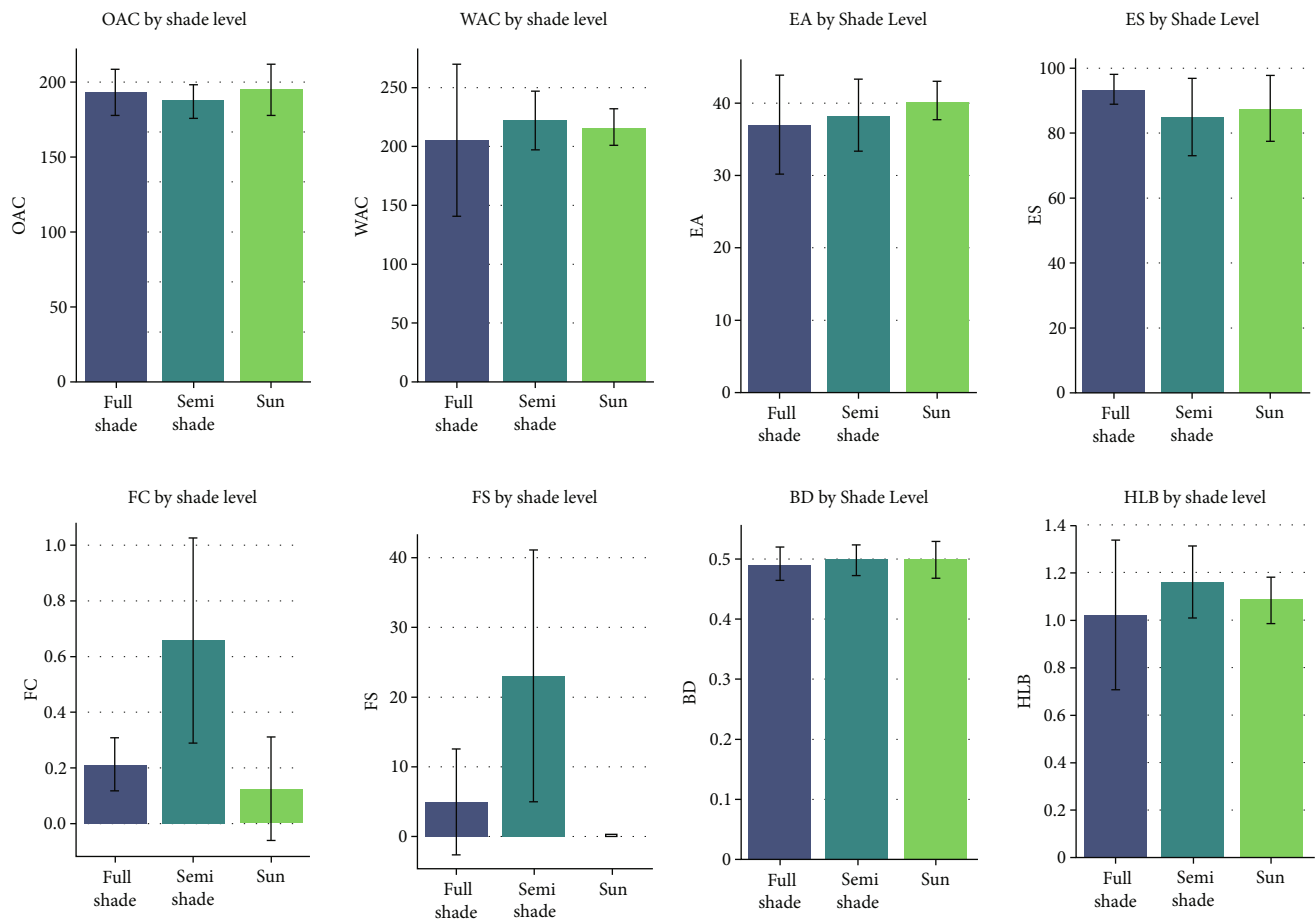 OAC by shade level
OAC
200
150
100
50
0
Full
shade
Semi
shade
Sun
WAC by shade level
WAC
250
200
150
100
50
0
Full
shade
Semi
shade
Sun
EA by Shade Level
EA
40
30
20
40
0
Full
shade
Semi
shade
Sun
ES by Shade Level
ES
100
80
60
40
20
0
Full
shade
Semi
shade
Sun
FC by shade level
FC
1.0
0.8
0.6
0.4
0.2
0.0
Full
shade
Semi
shade
Sun
FS by shade level
FS
40
30
20
10
0
Full
shade
Semi
shade
Sun
BD by Shade Level
BD
0.5
0.4
0.3
0.2
0.1
0
Full
shade
Semi
shade
Sun
HLB by shade level
HLB
1.4
1.2
1.0
0.8
0.6
0.4
0.2
0
Full
shade
Semi
shade
Sun